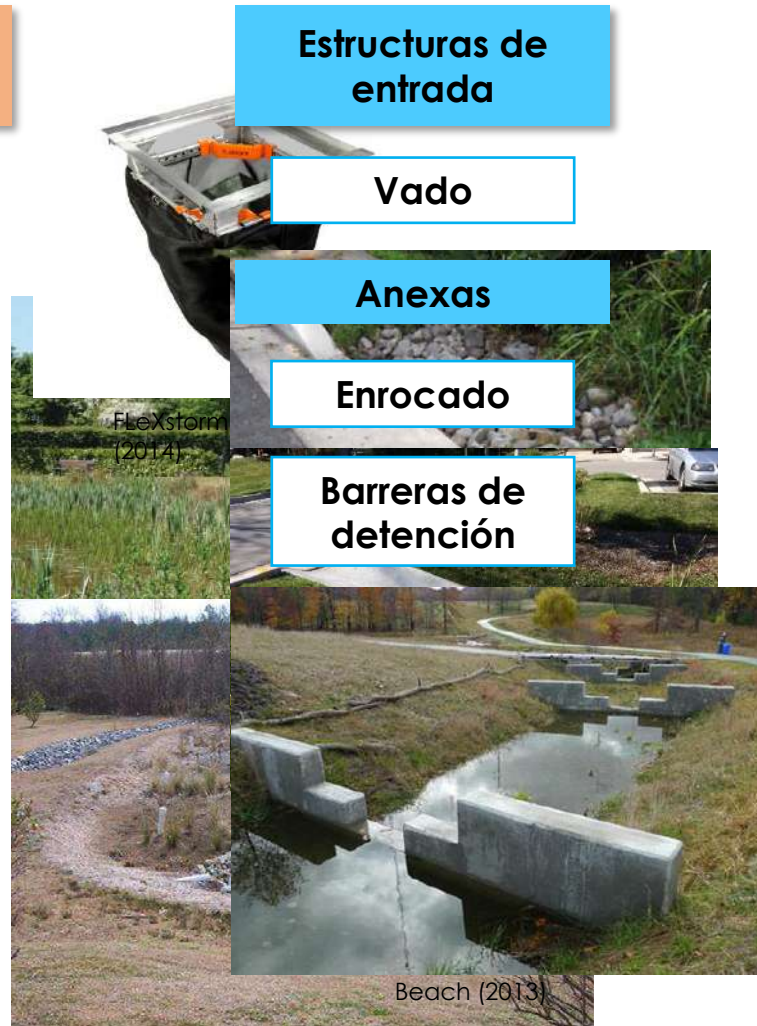 Estructuras de
entrada
Vado
Anexas
Enrocado
FLeXstorm
(2014)
Barreras de
detención
Beach (2013)